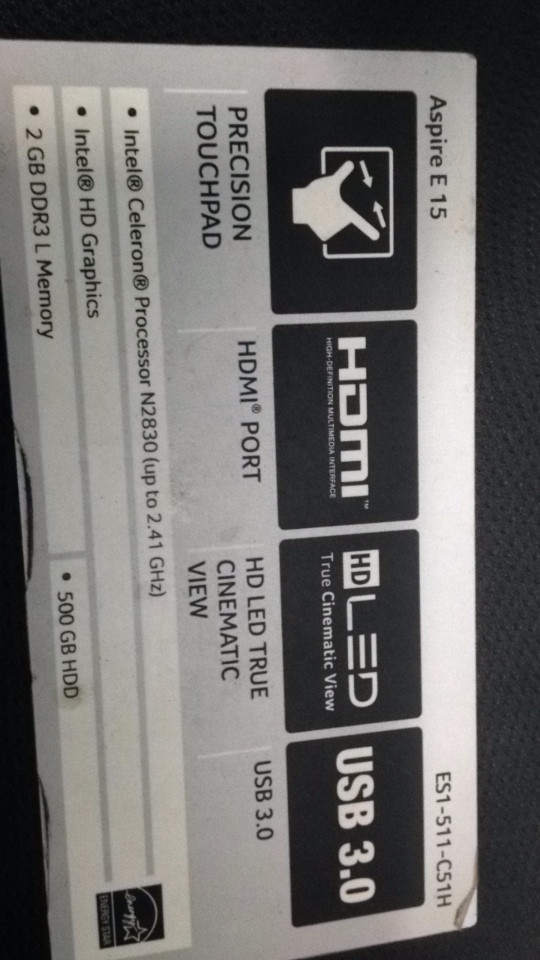 Aspire E 15
ES1-511-C51H
HDMI™
HIGH-DEFINITION MULTIMEDIA INTERFACE
HD LED
True Cinematic View
USB 3.0
PRECISION
TOUCHPAD
HDMI® PORT
HD LED TRUE
CINEMATIC
VIEW
USB 3.0
• Intel® Celeron® Processor N2830 (up to 2.41 GHz)
• Intel® HD Graphics
• 2 GB DDR3 L Memory
• 500 GB HDD
energy
ENERGY STAR